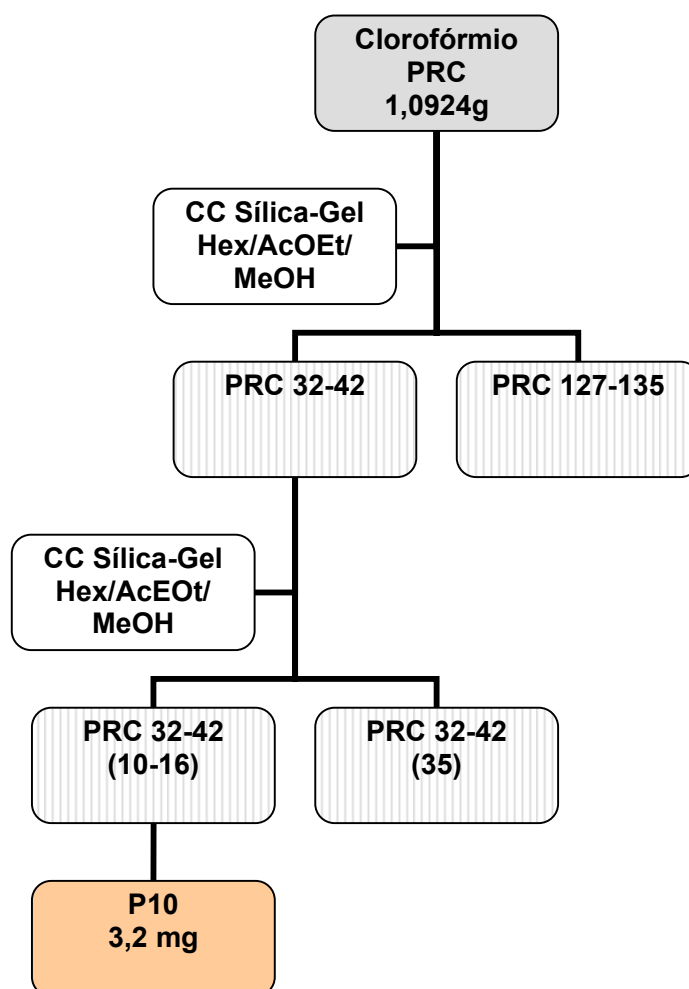 Clorofórmio
PRC
1,0924g
CC Sílica-Gel
Hex/AcOEt/
MeOH
PRC 32-42
PRC 127-135
CC Sílica-Gel
Hex/AcEOt/
MeOH
PRC 32-42
(10-16)
PRC 32-42
(35)
P10
3,2 mg